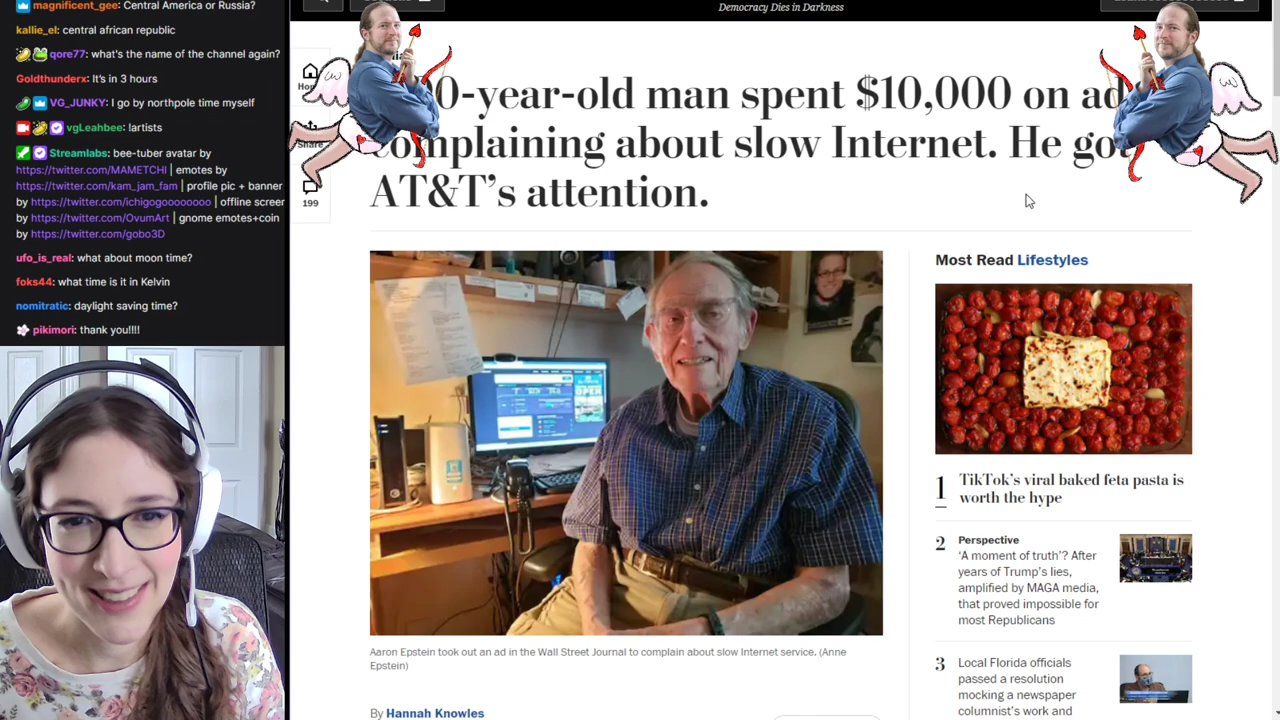 magnificent_gee: Central America or Russia?
kallie_ei: central african republic
qore77: what's the name of the channel again?
Goldthunderx: It's in 3 hours
VG_JUNKY: I go by northpole time myself
vgLeahbee: !artists
Streamlabs: bee-tuber avatar by
https://twitter.com/MAMETCHI | emotes by
https://twitter.com/kam_jam_fam | profile pic + banner
by https://twitter.com/ichigogoooooooo | offline screen
by https://twitter.com/OvumArt | gnome emotes+coin
by https://twitter.com/gobo3D
ufo_is_real: what about moon time?
foks44: what time is it in Kelvin
nomitratic: daylight saving time?
pikimori: thank you!!!!
Democracy Dies in Darkness
0-year-old man spent $10,000 on ad
complaining about slow Internet. He got
AT&T's attention.
Share
199
Aaron Epstein took out an ad in the Wall Street Journal to complain about slow Internet service. (Anne
Epstein)
By Hannah Knowles
Most Read Lifestyles
1
TikTok's viral baked feta pasta is
worth the hype
2
Perspective
'A moment of truth'? After
years of Trump's lies,
amplified by MAGA media,
that proved impossible for
most Republicans
3
Local Florida officials
passed a resolution
mocking a newspaper
columnist's work and